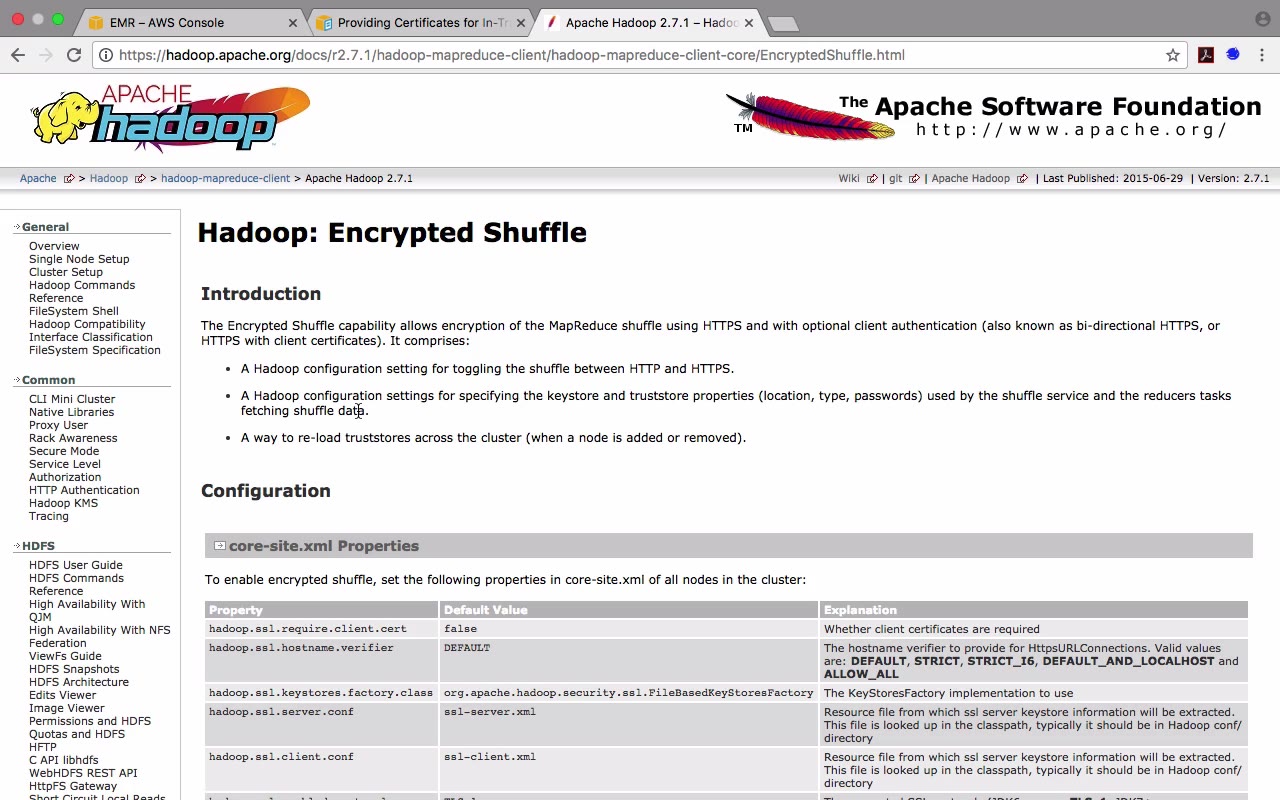 EMR – AWS Console
Providing Certificates for In-Tr
Apache Hadoop 2.7.1 – Hadoo
https://hadoop.apache.org/docs/r2.7.1/hadoop-mapreduce-client/hadoop-mapreduce-client-core/EncryptedShuffle.html
APACHE
hadoop
TM
The Apache Software Foundation
http://www.apache.org/
Apache > Hadoop > hadoop-mapreduce-client > Apache Hadoop 2.7.1
Wiki | git | Apache Hadoop | Last Published: 2015-06-29 | Version: 2.7.1
General
Overview
Single Node Setup
Cluster Setup
Hadoop Commands
Reference
FileSystem Shell
Hadoop Compatibility
Interface Classification
FileSystem Specification
Common
CLI Mini Cluster
Native Libraries
Proxy User
Rack Awareness
Secure Mode
Service Level
Authorization
HTTP Authentication
Hadoop KMS
Tracing
HDFS
HDFS User Guide
HDFS Commands
Reference
High Availability With
QJM
High Availability With NFS
Federation
ViewFs Guide
HDFS Snapshots
HDFS Architecture
Edits Viewer
Image Viewer
Permissions and HDFS
Quotas and HDFS
HFTP
C API libhdfs
WebHDFS REST API
HttpFS Gateway
Short Circuit Local Reads
Hadoop: Encrypted Shuffle
Introduction
The Encrypted Shuffle capability allows encryption of the MapReduce shuffle using HTTPS and with optional client authentication (also known as bi-directional HTTPS, or
HTTPS with client certificates). It comprises:
• A Hadoop configuration setting for toggling the shuffle between HTTP and HTTPS.
• A Hadoop configuration settings for specifying the keystore and truststore properties (location, type, passwords) used by the shuffle service and the reducers tasks
fetching shuffle data.
• A way to re-load truststores across the cluster (when a node is added or removed).
Configuration
core-site.xml Properties
To enable encrypted shuffle, set the following properties in core-site.xml of all nodes in the cluster:
Property Default Value Explanation
hadoop.ssl.require.client.cert false Whether client certificates are required
hadoop.ssl.hostname.verifier DEFAULT The hostname verifier to provide for HttpsURLConnections. Valid values
are: DEFAULT, STRICT, STRICT_I6, DEFAULT_AND_LOCALHOST and
ALLOW_ALL
hadoop.ssl.keystores.factory.class org.apache.hadoop.security.ssl.FileBasedKeyStoresFactory The KeyStoresFactory implementation to use
hadoop.ssl.server.conf ssl-server.xml Resource file from which ssl server keystore information will be extracted.
This file is looked up in the classpath, typically it should be in Hadoop conf/
directory
hadoop.ssl.client.conf ssl-client.xml Resource file from which ssl server keystore information will be extracted.
This file is looked up in the classpath, typically it should be in Hadoop conf/
directory